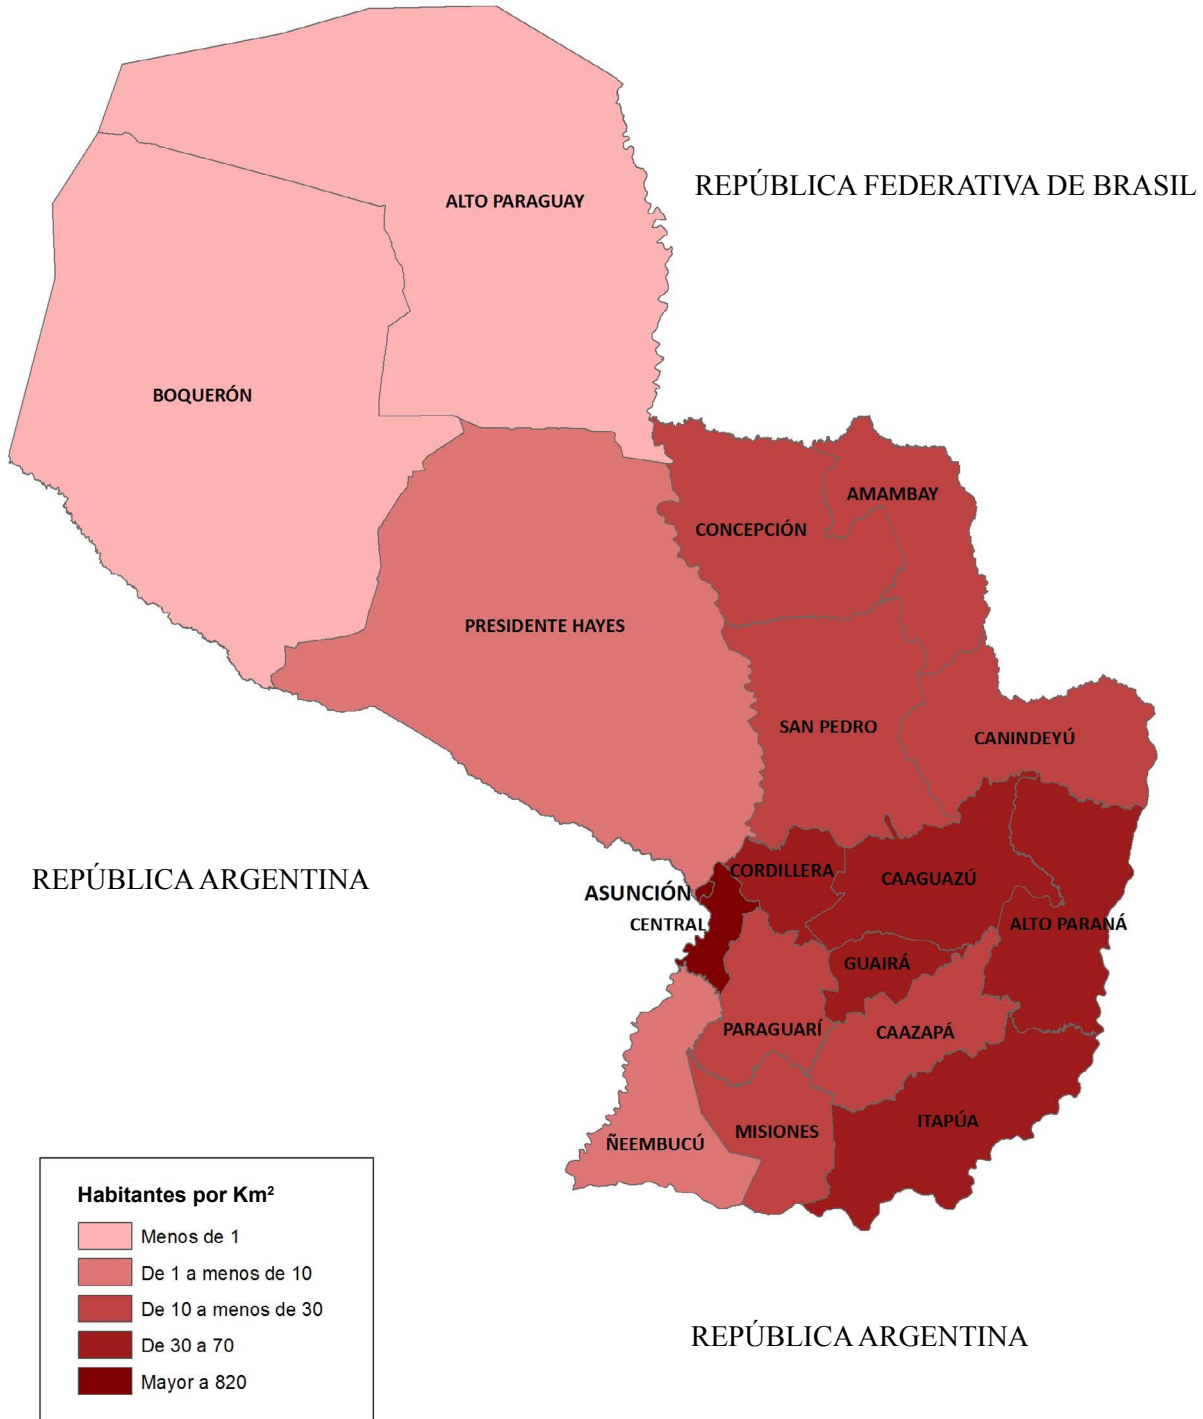 REPÚBLICA FEDERATIVA DE BRASIL
ALTO PARAGUAY
BOQUERÓN
AMAMBAY
CONCEPCIÓN
PRESIDENTE HAYES
SAN PEDRO
CANINDEYÚ
REPÚBLICA ARGENTINA
CORDILLERA
CAAGUAZÚ
ASUNCIÓN
CENTRAL
ALTO PARANÁ
GUAIRÁ
PARAGUARÍ
CAAZAPÁ
ITAPÚA
MISIONES
ÑEEMBUCÚ
Habitantes por Km²
Menos de 1
De 1 a menos de 10
De 10 a menos de 30
De 30 a 70
Mayor a 820
REPÚBLICA ARGENTINA